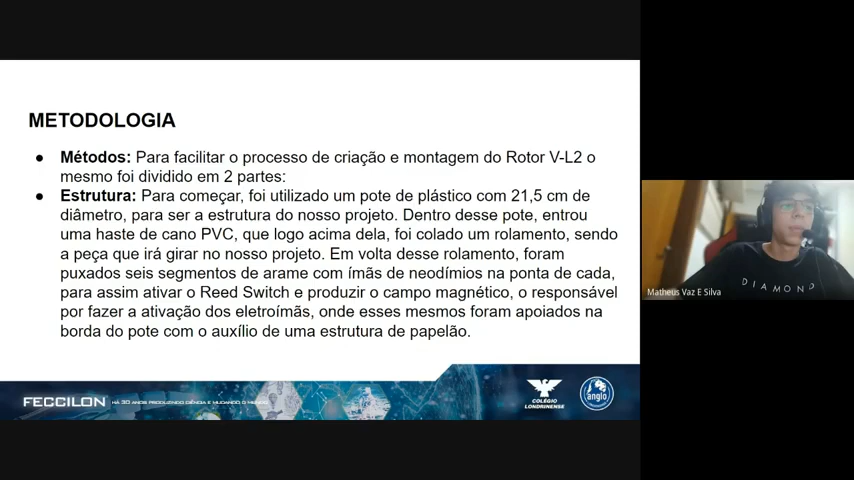 METODOLOGIA
● Métodos: Para facilitar o processo de criação e montagem do Rotor V-L2 o
mesmo foi dividido em 2 partes:
● Estrutura: Para começar, foi utilizado um pote de plástico com 21,5 cm de
diâmetro, para ser a estrutura do nosso projeto. Dentro desse pote, entrou
uma haste de cano PVC, que logo acima dela, foi colado um rolamento, sendo
a peça que irá girar no nosso projeto. Em volta desse rolamento, foram
puxados seis segmentos de arame com ímãs de neodímios na ponta de cada,
para assim ativar o Reed Switch e produzir o campo magnético, o responsável
por fazer a ativação dos eletroímãs, onde esses mesmos foram apoiados na
borda do pote com o auxílio de uma estrutura de papelão.
FECCILON HÁ 30 ANOS PRODUZINDO CIÊNCIA E MUDANDO O MUNDO
COLÉGIO
LONDRINENSE
anglo
DIAMOND
Matheus Vaz E Silva